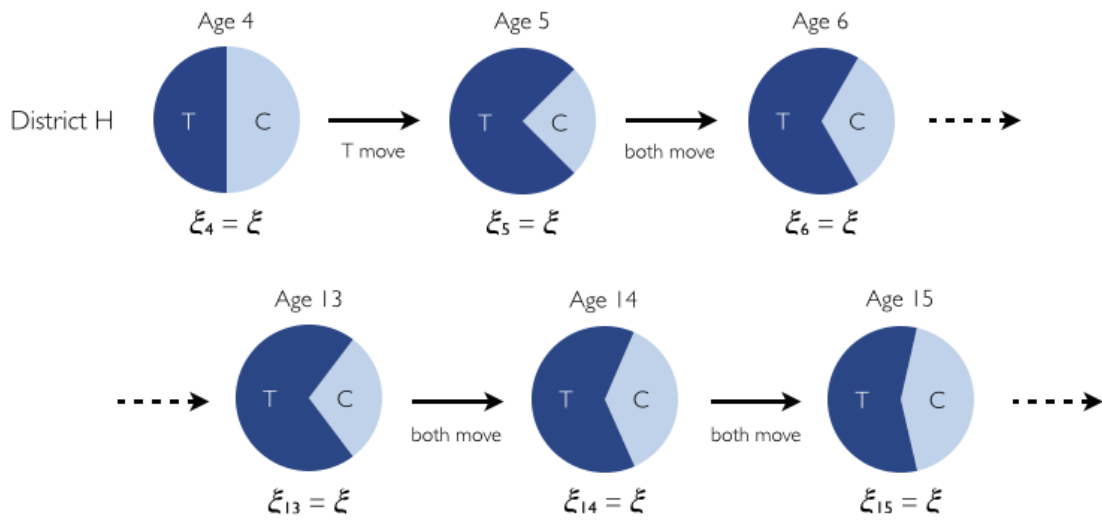 Age 4 Age 5 Age 6
District H T C T C T C
T move both move
ξ₄ = ξ ξ₅ = ξ ξ₆ = ξ
Age 13 Age 14 Age 15
T C T C T C
both move both move
ξ₁₃ = ξ ξ₁₄ = ξ ξ₁₅ = ξ